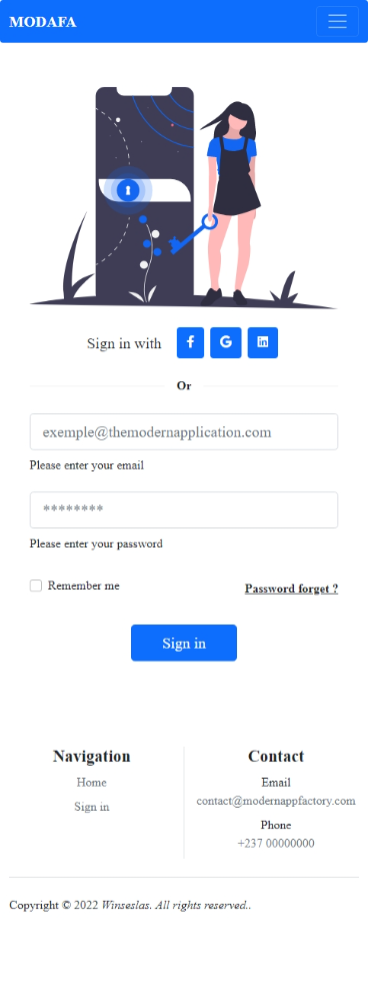 MODAFA
Sign in with
Or
exemple@themodernapplication.com
Please enter your email
********
Please enter your password
Remember me
Password forget ?
Sign in
Navigation
Home
Sign in
Contact
Email
contact@modernappfactory.com
Phone
+237 00000000
Copyright © 2022 Winseslas. All rights reserved..